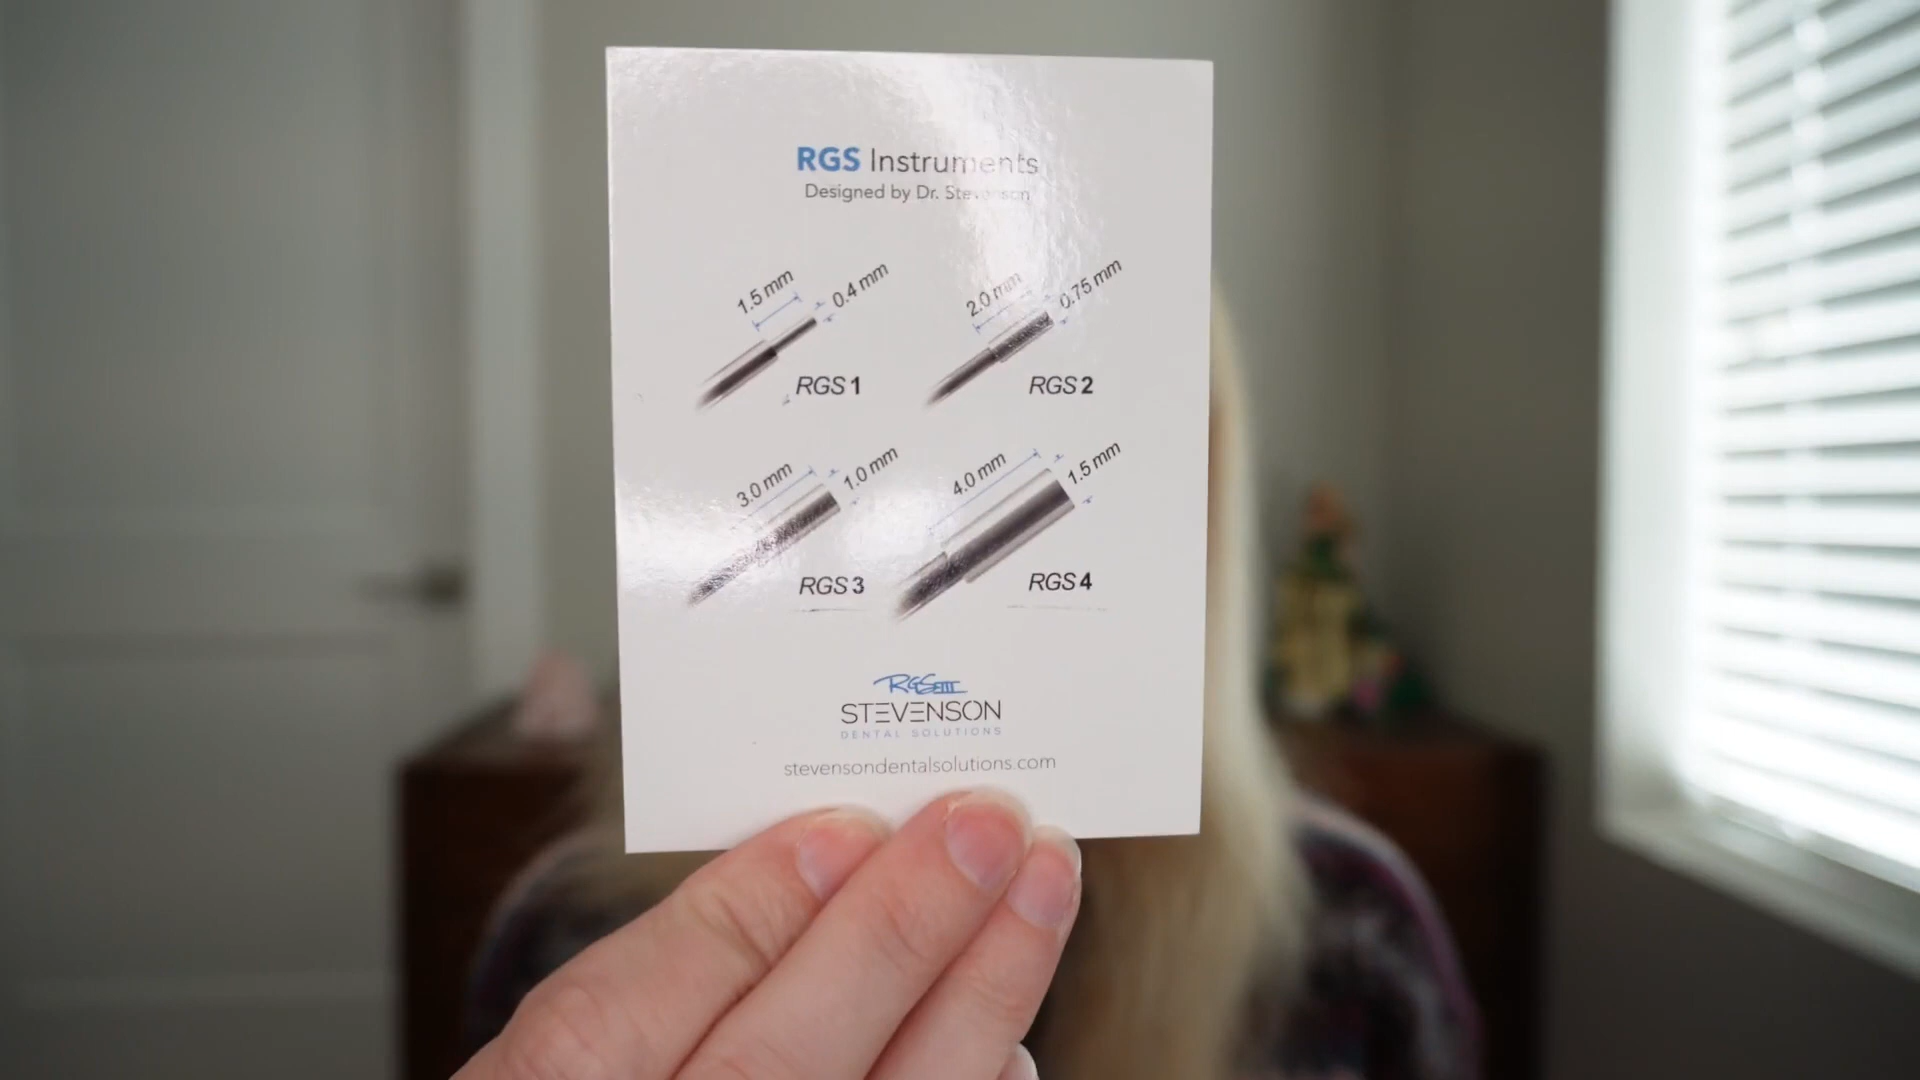 RGS Instruments
Designed by Dr. Stevenson
1.5 mm 0.4 mm
RGS 1
2.0 mm 0.75 mm
RGS 2
3.0 mm 1.0 mm
RGS 3
4.0 mm 1.5 mm
RGS 4
RGSIII
STEVENSON
DENTAL SOLUTIONS
stevensondentalsolutions.com